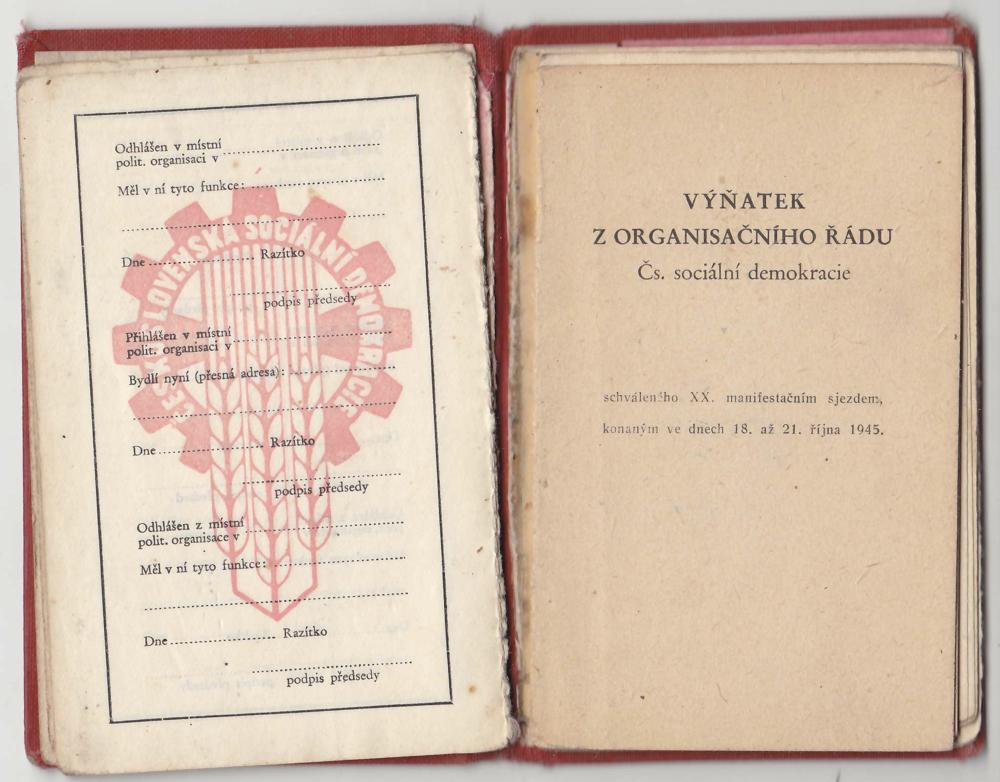 Odhlášen v místní
polit. organisaci v
Měl v ní tyto funkce:
Dne Razítko
podpis předsedy
Přihlášen v místní
polit. organisaci v
Bydlí nyní (přesná adresa):
Dne Razítko
podpis předsedy
Odhlášen z místní
polit. organisace v
Měl v ní tyto funkce:
Dne Razítko
podpis předsedy
ČESKOSLOVENSKÁ SOCIÁLNÍ DEMOKRACIE
VÝŇATEK
Z ORGANISAČNÍHO ŘÁDU
Čs. sociální demokracie
schváleného XX. manifestačním sjezdem,
konaným ve dnech 18. až 21. října 1945.